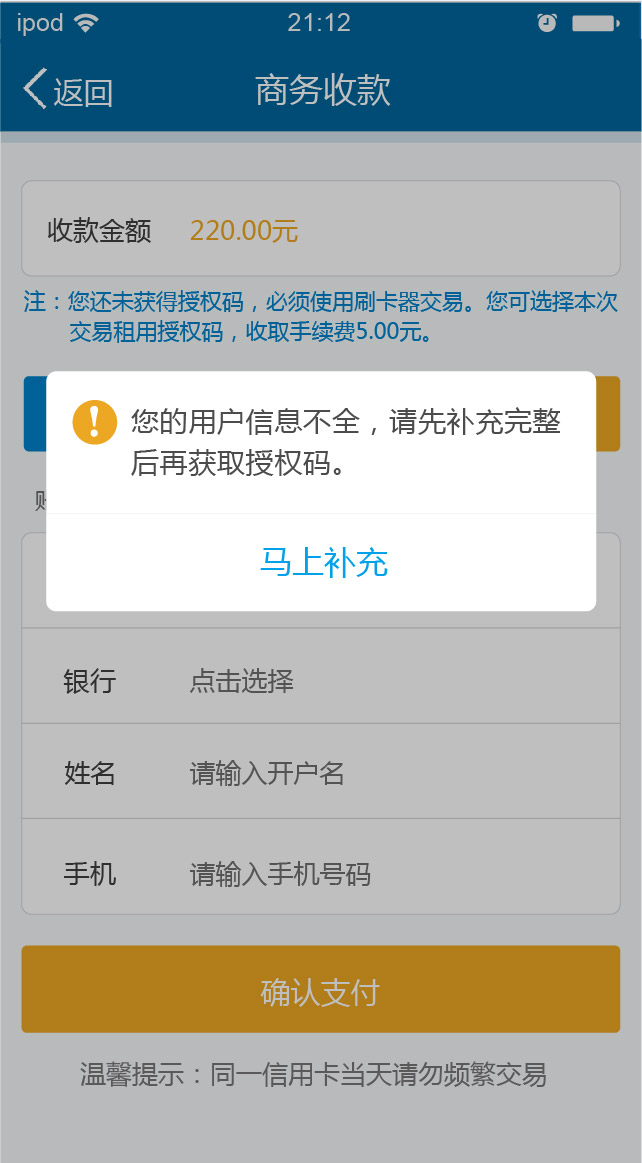 ipod 21:12
返回 商务收款
收款金额 220.00元
注：您还未获得授权码，必须使用刷卡器交易。您可选择本次
交易租用授权码，收取手续费5.00元。
您的用户信息不全，请先补充完整
后再获取授权码。
马上补充
银行 点击选择
姓名 请输入开户名
手机 请输入手机号码
确认支付
温馨提示：同一信用卡当天请勿频繁交易